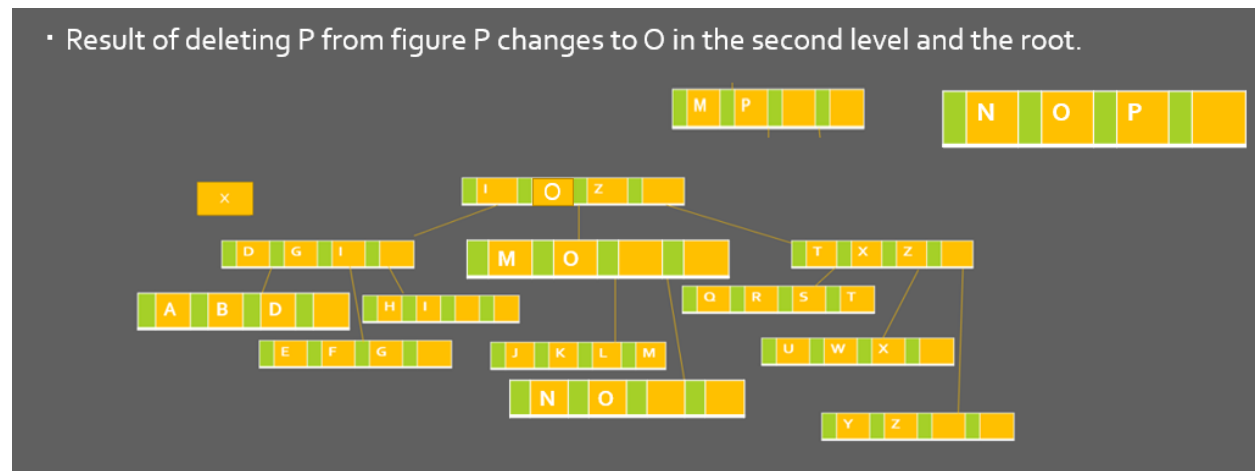 ▪ Result of deleting P from figure P changes to O in the second level and the root.
M P
N O P
X
I O Z
D G I
M O
T X Z
A B D
H I
Q R S T
E F G
J K L M
U W X
N O
Y Z